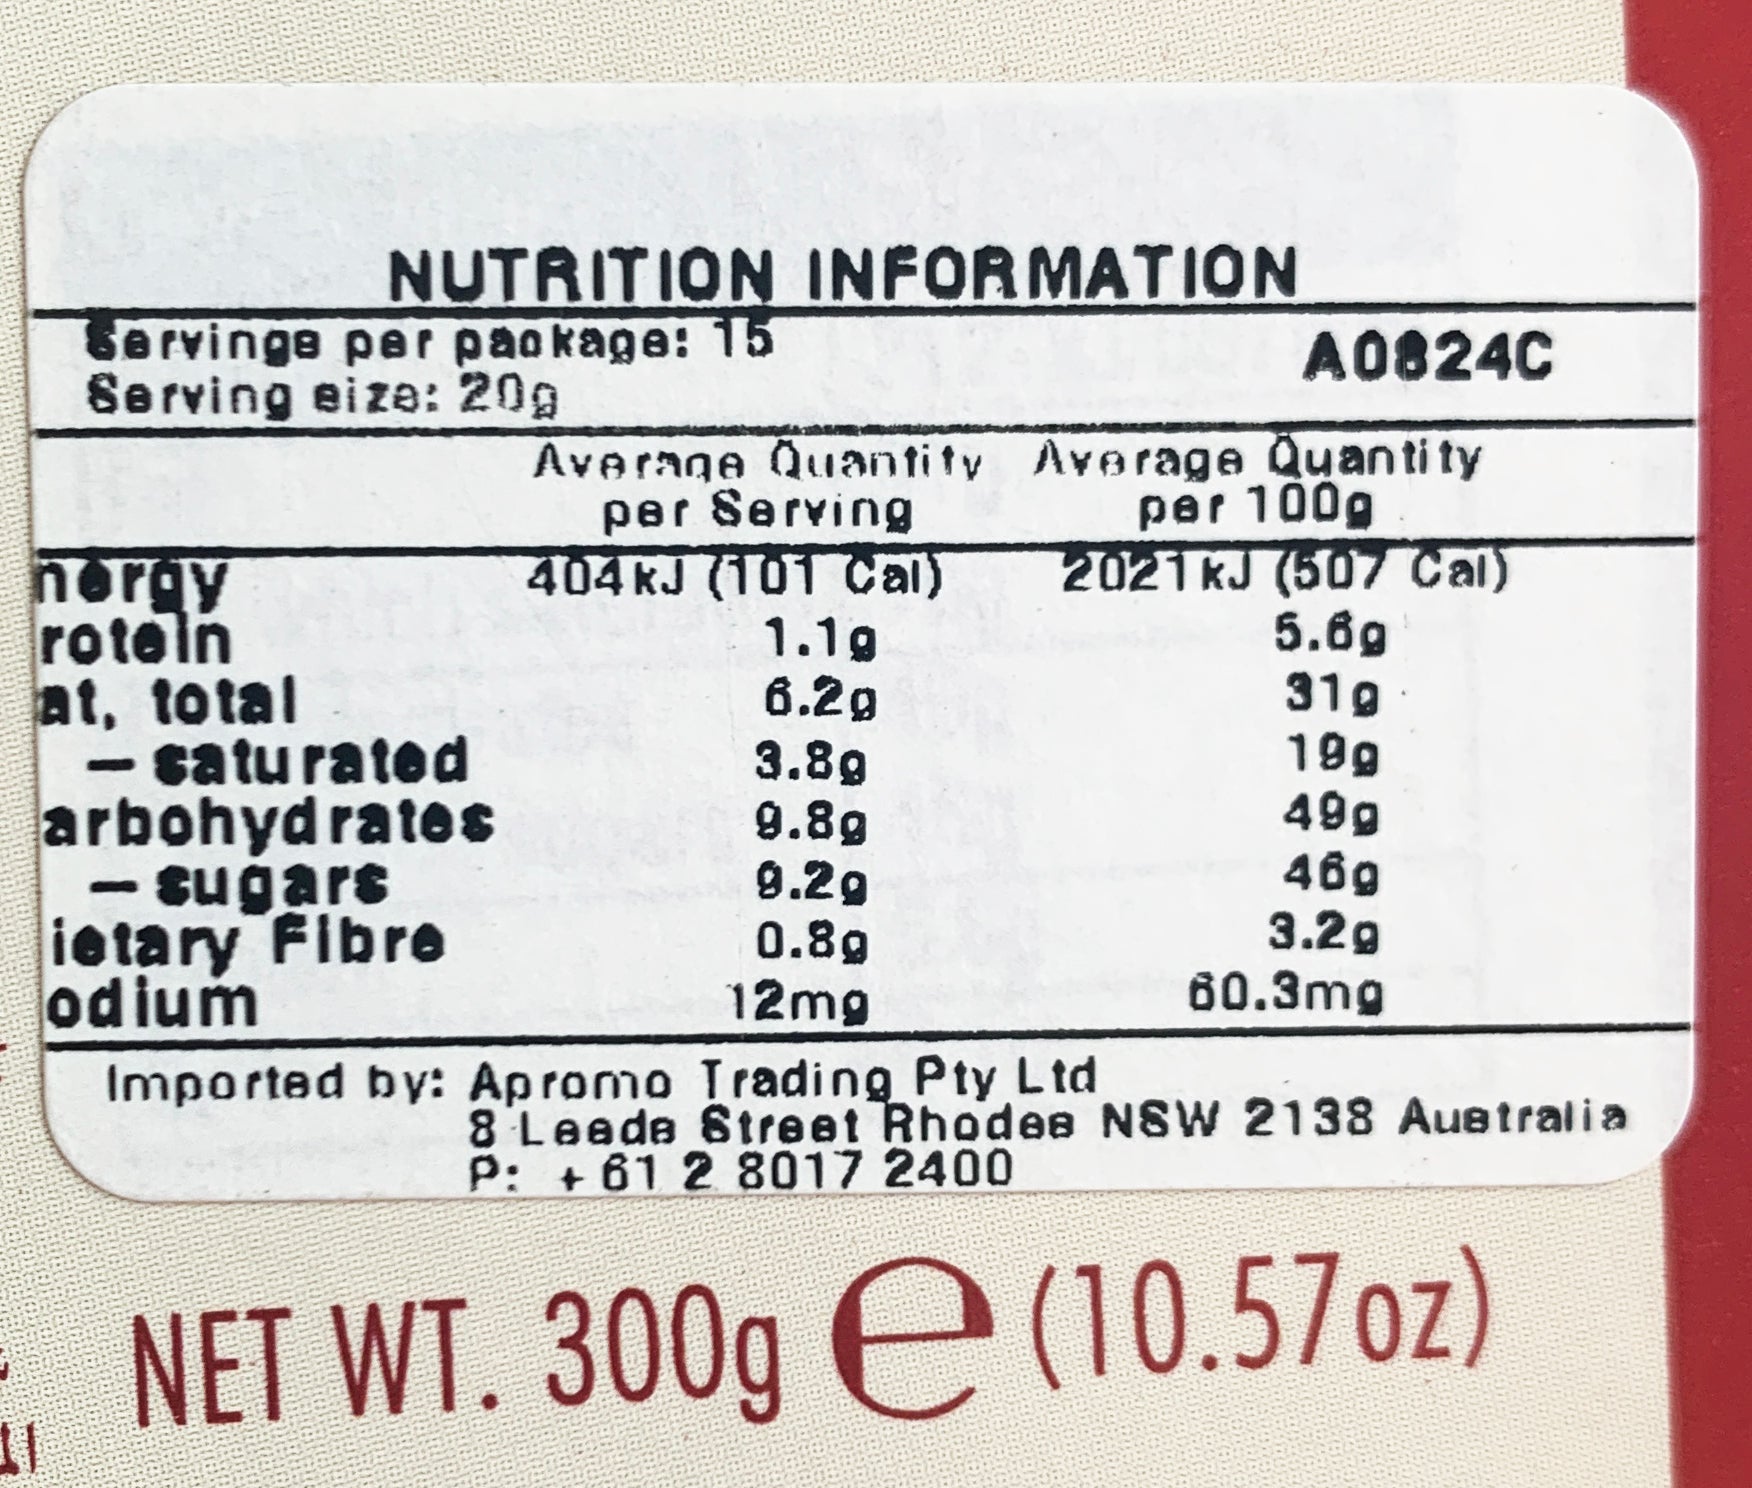 NUTRITION INFORMATION
Servings per package: 15
A0824C
Serving size: 20g
Average Quantity per Serving
Average Quantity per 100g
nergy 404kJ (101 Cal) 2021kJ (507 Cal)
rotein 1.1g 5.6g
at, total 6.2g 31g
– saturated 3.8g 19g
arbohydrates 9.8g 49g
– sugars 9.2g 46g
ietary Fibre 0.8g 3.2g
odium 12mg 60.3mg
Imported by: Apromo Trading Pty Ltd
8 Leeds Street Rhodes NSW 2138 Australia
P: +61 2 8017 2400
NET WT. 300g e (10.57oz)